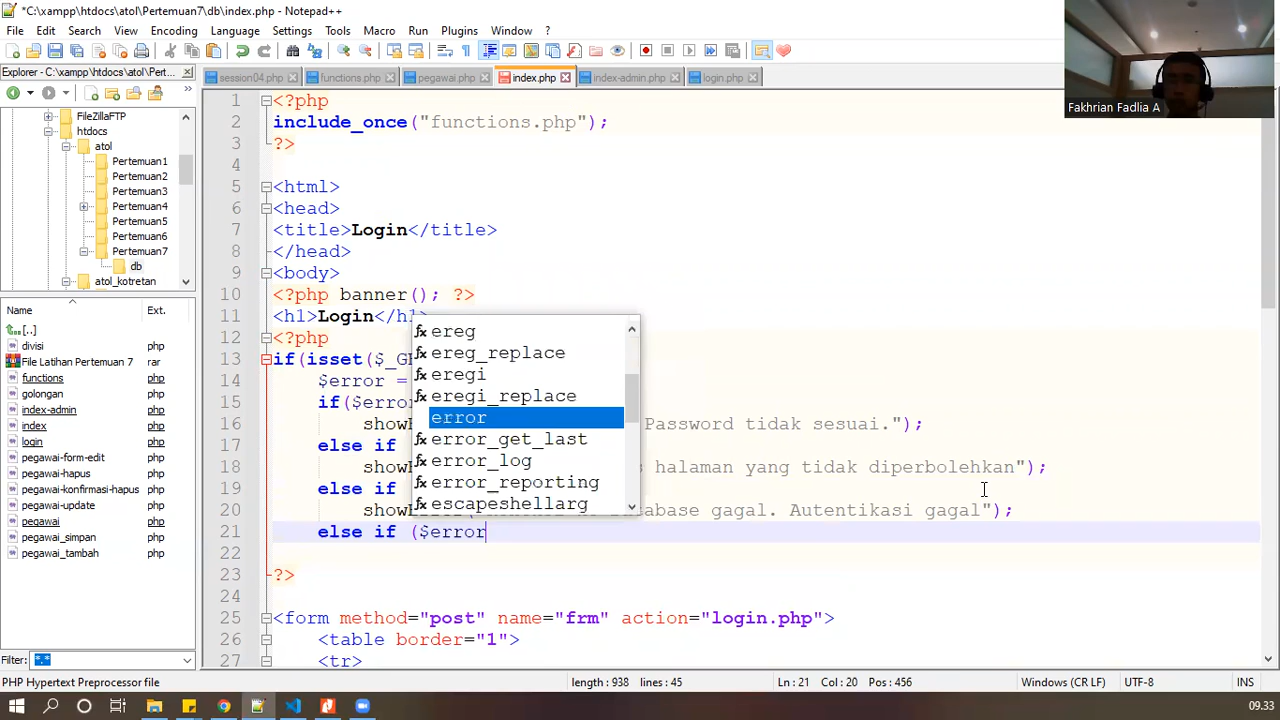 *C:\xampp\htdocs\atol\Pertemuan7\db\index.php - Notepad++
File Edit Search View Encoding Language Settings Tools Macro Run Plugins Window ?
Explorer - C:\xampp\htdocs\atol\Pert...
session04.php functions.php pegawai.php index.php index-admin.php login.php
Fakhrian Fadlia A
FileZillaFTP
htdocs
atol
Pertemuan1
Pertemuan2
Pertemuan3
Pertemuan4
Pertemuan5
Pertemuan6
Pertemuan7
db
atol_kotretan
Name Ext.
[..]
divisi
File Latihan Pertemuan 7 rar
functions php
golongan php
index-admin php
index php
login php
pegawai-form-edit php
pegawai-hapus php
pegawai-konfirmasi-hapus php
pegawai-update php
pegawai php
pegawai_simpan php
pegawai_tambah php
Filter: *.*
1 <?php
2 include_once("functions.php");
3 ?>
4
5 <html>
6 <head>
7 <title>Login</title>
8 </head>
9 <body>
10 <?php banner(); ?>
11 <h1>Login</h1>
12 <?php
13 if(isset($_GE
14 $error =
15 if($erro
16 Password tidak sesuai.");
17 else if
18 halaman yang tidak diperbolehkan");
19 else if
20 gagal. Autentikasi gagal");
21 else if ($error
22
23 ?>
24
25 <form method="post" name="frm" action="login.php">
26 <table border="1">
27 <tr>
ereg
ereg_replace
eregi
eregi_replace
error
error_get_last
error_log
error_reporting
escapeshellarg
PHP Hypertext Preprocessor file length : 938 lines : 45 Ln : 21 Col : 20 Pos : 456 Windows (CR LF) UTF-8 INS
09.33